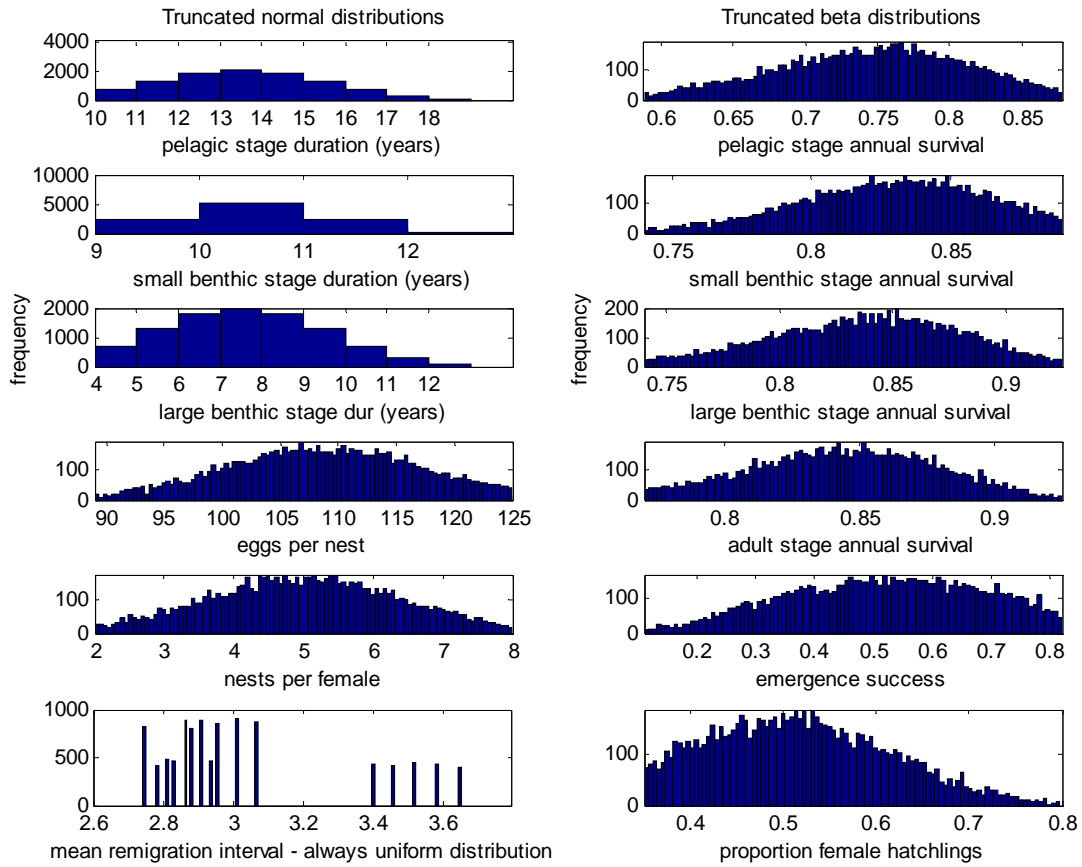 Truncated normal distributions
4000
2000
0
10 11 12 13 14 15 16 17 18
pelagic stage duration (years)
10000
5000
0
9 10 11 12
small benthic stage duration (years)
frequency
2000
1000
0
4 5 6 7 8 9 10 11 12
large benthic stage dur (years)
100
0
90 95 100 105 110 115 120 125
eggs per nest
100
0
2 3 4 5 6 7 8
nests per female
1000
500
0
2.6 2.8 3 3.2 3.4 3.6
mean remigration interval - always uniform distribution
Truncated beta distributions
100
0
0.6 0.65 0.7 0.75 0.8 0.85
pelagic stage annual survival
100
0
0.75 0.8 0.85
small benthic stage annual survival
frequency
200
100
0
0.75 0.8 0.85 0.9
large benthic stage annual survival
100
0
0.8 0.85 0.9
adult stage annual survival
100
0
0.2 0.3 0.4 0.5 0.6 0.7 0.8
emergence success
100
0
0.4 0.5 0.6 0.7 0.8
proportion female hatchlings